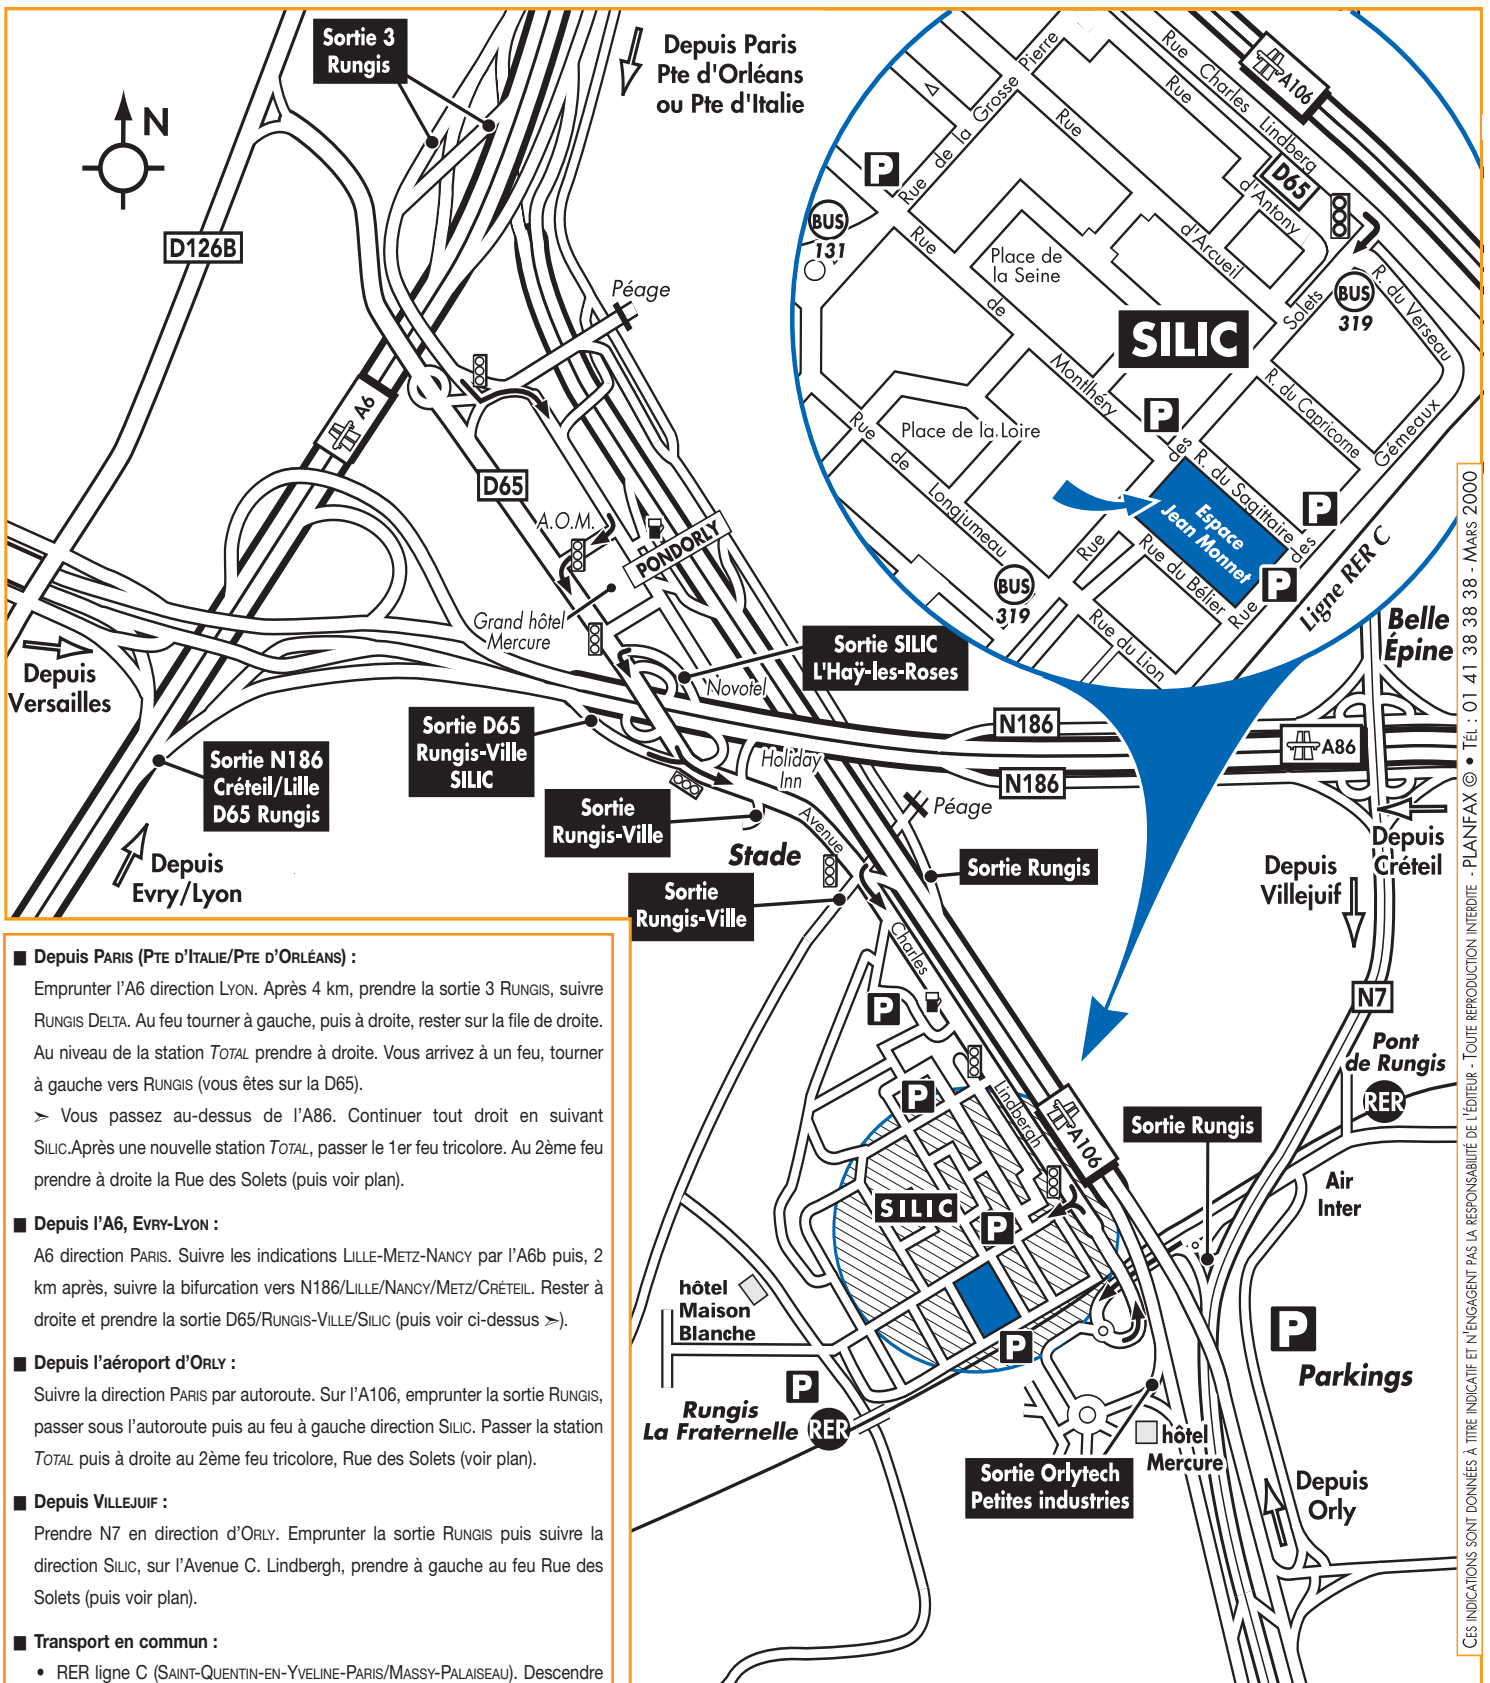 Sortie 3
Rungis
Depuis Paris
Pte d'Orléans
ou Pte d'Italie
N
D126B
Péage
A6
D65
A.O.M.
PONDORLY
Grand hôtel
Mercure
Depuis
Versailles
Sortie SILIC
L'Haÿ-les-Roses
Novotel
Sortie D65
Rungis-Ville
SILIC
Sortie N186
Créteil/Lille
D65 Rungis
Holiday
Inn
Sortie
Rungis-Ville
Depuis
Evry/Lyon
Stade
Avenue
Péage
Sortie Rungis
Sortie
Rungis-Ville
Charles
Lindbergh
N186
N186
A86
Belle
Épine
Depuis
Créteil
Depuis
Villejuif
N7
Pont
de Rungis
RER
A106
Sortie Rungis
Air
Inter
P
P
SILIC
P
P
hôtel
Maison
Blanche
P
Rungis
La Fraternelle
RER
P
Parkings
hôtel
Mercure
Sortie Orlytech
Petites industries
Depuis
Orly
Rue Charles Lindberg
A106
D65
Rue de la Grosse Pierre
Rue d'Arcueil
Rue d'Antony
P
BUS
131
Place de
la Seine
Rue de Montlhéry
SILIC
BUS
319
R. du Verseau
Rue des Solets
R. du Capricorne
P
Place de la Loire
Rue de Longjumeau
R. du Sagittaire
Rue des Gémeaux
Espace
Jean Monnet
P
P
Rue du Bélier
BUS
319
Rue du Lion
Ligne RER C
■ Depuis PARIS (PTE D'ITALIE/PTE D'ORLÉANS) :
Emprunter l'A6 direction LYON. Après 4 km, prendre la sortie 3 RUNGIS, suivre
RUNGIS DELTA. Au feu tourner à gauche, puis à droite, rester sur la file de droite.
Au niveau de la station TOTAL prendre à droite. Vous arrivez à un feu, tourner
à gauche vers RUNGIS (vous êtes sur la D65).
➣ Vous passez au-dessus de l'A86. Continuer tout droit en suivant
SILIC.Après une nouvelle station TOTAL, passer le 1er feu tricolore. Au 2ème feu
prendre à droite la Rue des Solets (puis voir plan).
■ Depuis l'A6, EVRY-LYON :
A6 direction PARIS. Suivre les indications LILLE-METZ-NANCY par l'A6b puis, 2
km après, suivre la bifurcation vers N186/LILLE/NANCY/METZ/CRÉTEIL. Rester à
droite et prendre la sortie D65/RUNGIS-VILLE/SILIC (puis voir ci-dessus ➣).
■ Depuis l'aéroport d'ORLY :
Suivre la direction PARIS par autoroute. Sur l'A106, emprunter la sortie RUNGIS,
passer sous l'autoroute puis au feu à gauche direction SILIC. Passer la station
TOTAL puis à droite au 2ème feu tricolore, Rue des Solets (voir plan).
■ Depuis VILLEJUIF :
Prendre N7 en direction d'ORLY. Emprunter la sortie RUNGIS puis suivre la
direction SILIC, sur l'Avenue C. Lindbergh, prendre à gauche au feu Rue des
Solets (puis voir plan).
■ Transport en commun :
• RER ligne C (SAINT-QUENTIN-EN-YVELINE-PARIS/MASSY-PALAISEAU). Descendre
CES INDICATIONS SONT DONNÉES À TITRE INDICATIF ET N'ENGAGENT PAS LA RESPONSABILITÉ DE L'ÉDITEUR - TOUTE REPRODUCTION INTERDITE - PLANFAX © • TÉL : 01 41 38 38 38 - MARS 2000